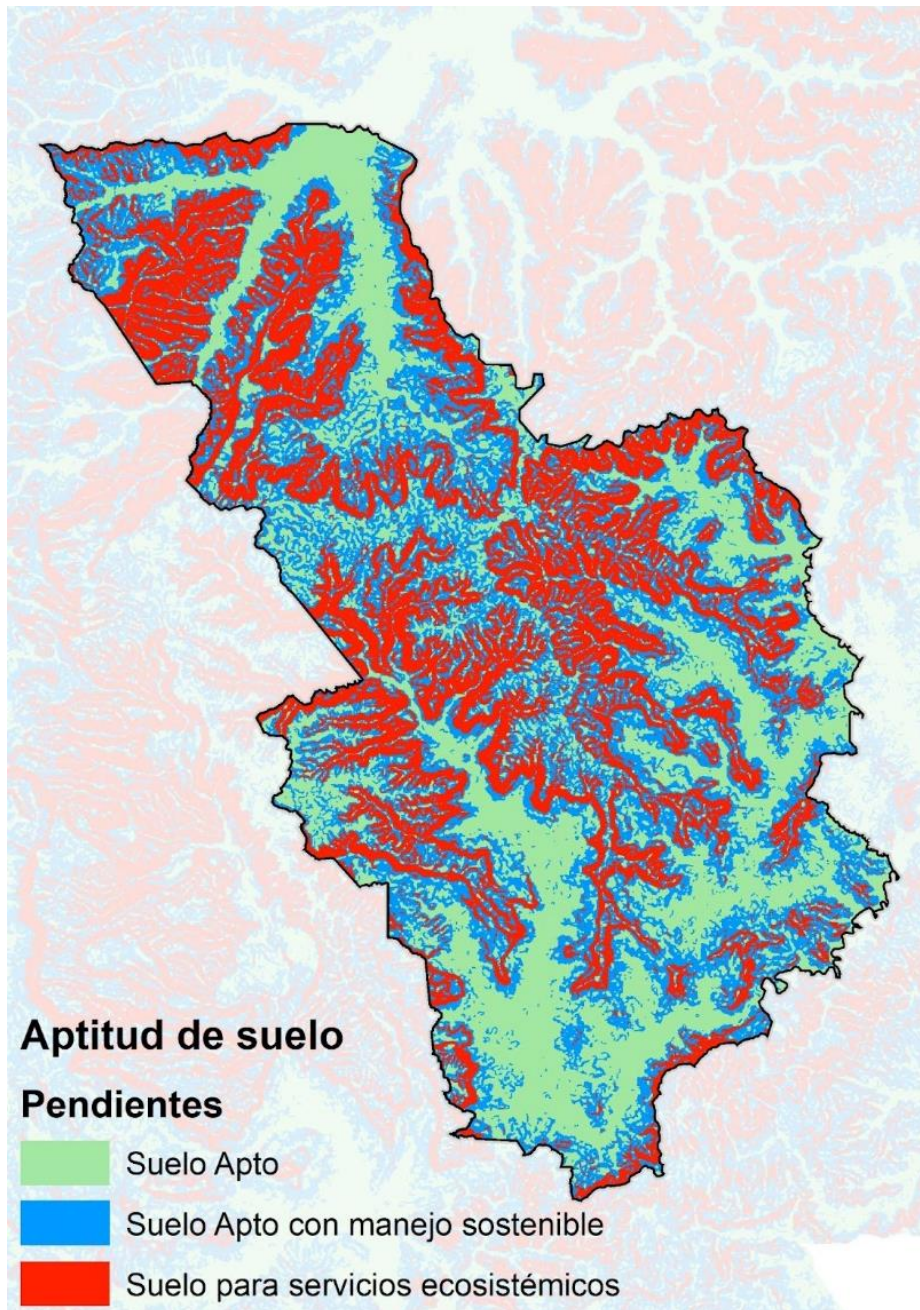 Aptitud de suelo
Pendientes
Suelo Apto
Suelo Apto con manejo sostenible
Suelo para servicios ecosistémicos